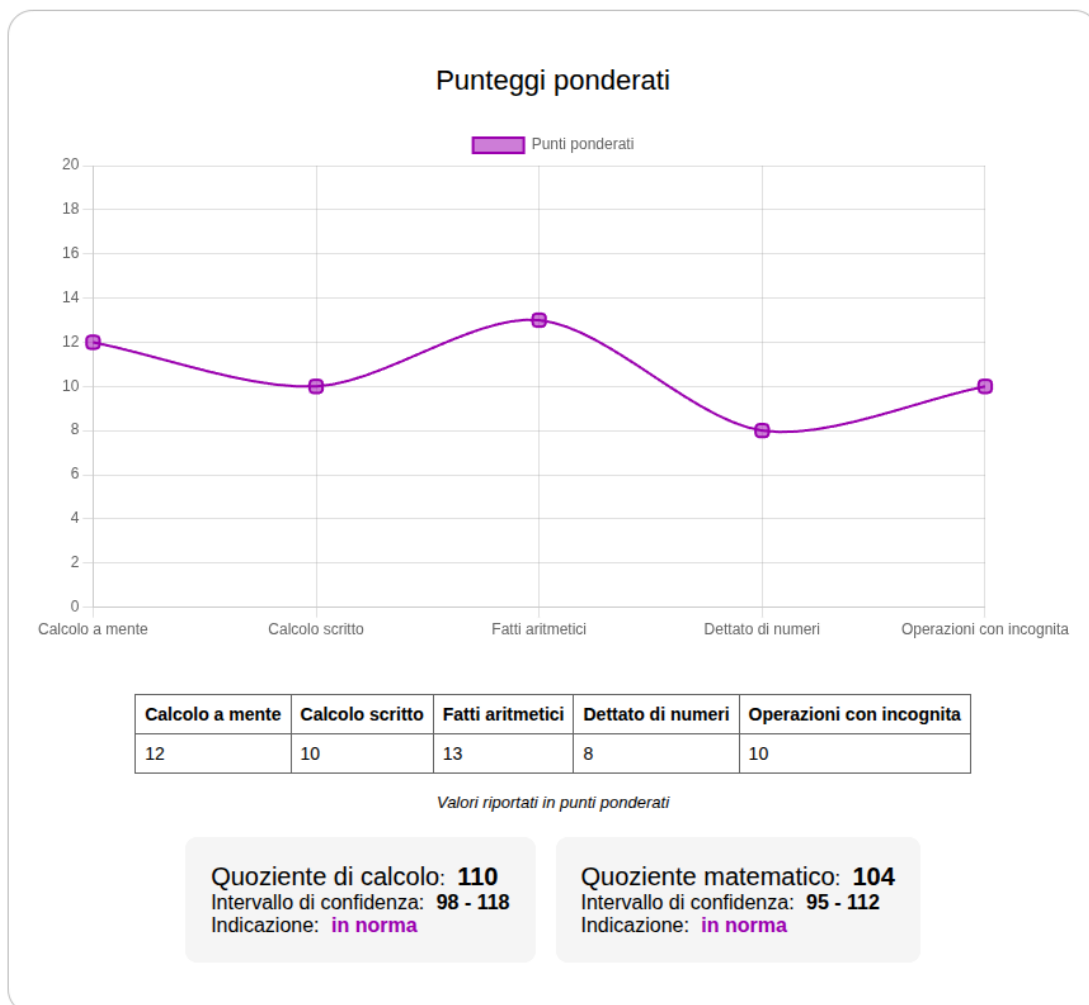 Punteggi ponderati
Punti ponderati
20
18
16
14
12
10
8
6
4
2
0
Calcolo a mente Calcolo scritto Fatti aritmetici Dettato di numeri Operazioni con incognita
Calcolo a mente Calcolo scritto Fatti aritmetici Dettato di numeri Operazioni con incognita
12 10 13 8 10
Valori riportati in punti ponderati
Quoziente di calcolo: 110
Intervallo di confidenza: 98 - 118
Indicazione: in norma
Quoziente matematico: 104
Intervallo di confidenza: 95 - 112
Indicazione: in norma